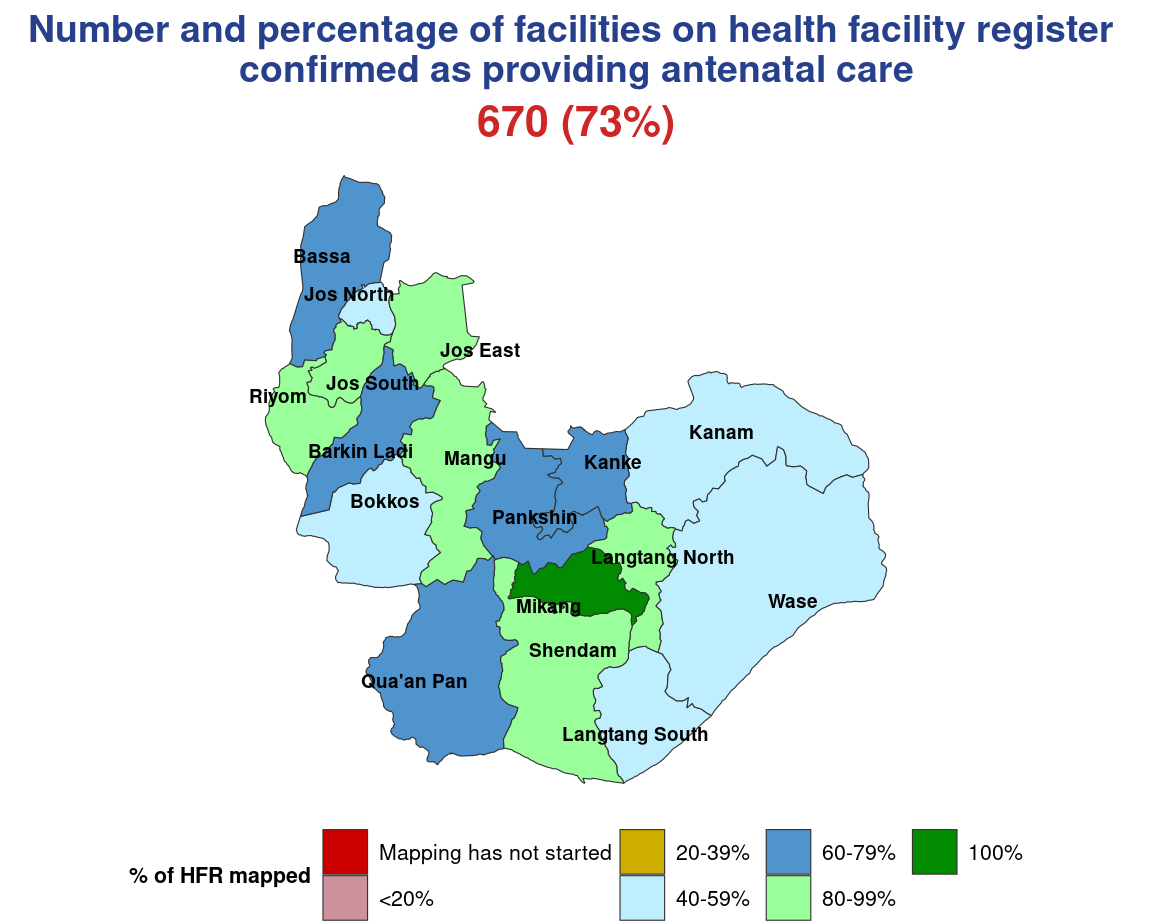 Number and percentage of facilities on health facility register
confirmed as providing antenatal care
670 (73%)
Bassa
Jos North
Jos East
Jos South
Riyom
Kanam
Barkin Ladi
Mangu
Kanke
Bokkos
Pankshin
Langtang North
Wase
Mikang
Shendam
Qua'an Pan
Langtang South
% of HFR mapped
Mapping has not started
<20%
20-39%
40-59%
60-79%
80-99%
100%